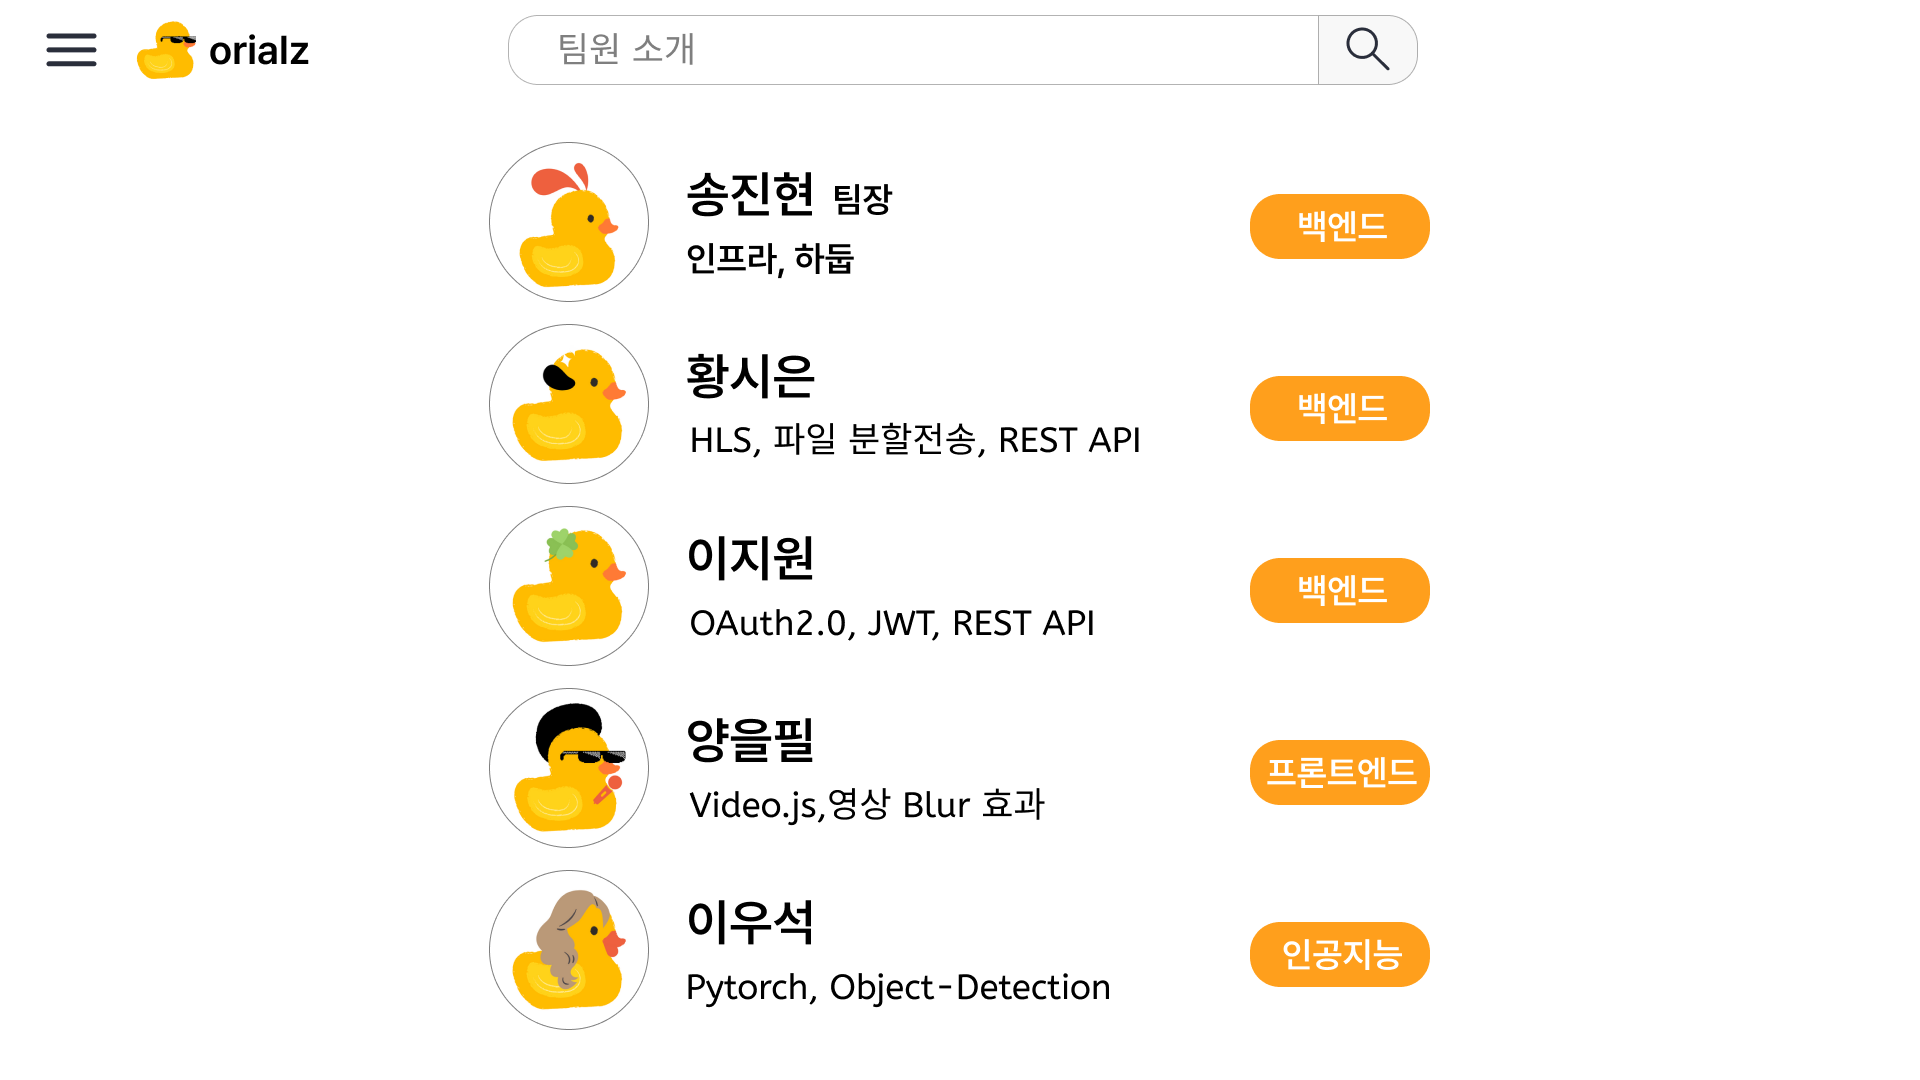 orialz
팀원 소개
송진현 팀장
인프라, 하둡
백엔드
황시은
HLS, 파일 분할전송, REST API
백엔드
이지원
OAuth2.0, JWT, REST API
백엔드
양을필
Video.js,영상 Blur 효과
프론트엔드
이우석
Pytorch, Object-Detection
인공지능